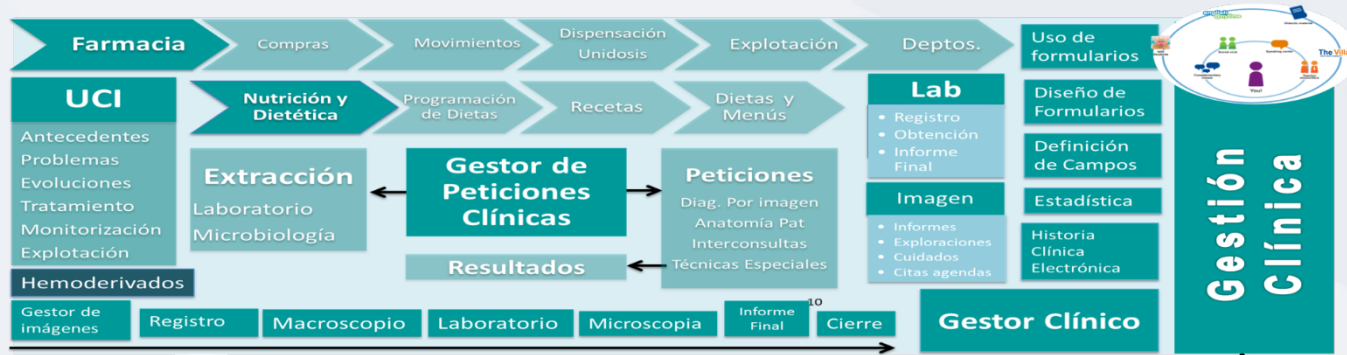 Farmacia
Compras
Movimientos
Dispensación
Unidosis
Explotación
Deptos.
Uso de
formularios
UCI
Antecedentes
Problemas
Evoluciones
Tratamiento
Monitorización
Explotación
Hemoderivados
Nutrición y
Dietética
Programación
de Dietas
Recetas
Dietas y
Menús
Extracción
Laboratorio
Microbiología
Gestor de
Peticiones
Clínicas
Resultados
Peticiones
Diag. Por imagen
Anatomía Pat
Interconsultas
Técnicas Especiales
Lab
• Registro
• Obtención
• Informe
Final
Imagen
• Informes
• Exploraciones
• Cuidados
• Citas agendas
Diseño de
Formularios
Definición
de Campos
Estadística
Historia
Clínica
Electrónica
Gestor de
imágenes
Registro
Macroscopio
Laboratorio
Microscopia
Informe
Final
10
Cierre
Gestor Clínico
Gestión
Clínica
The Villa
You!